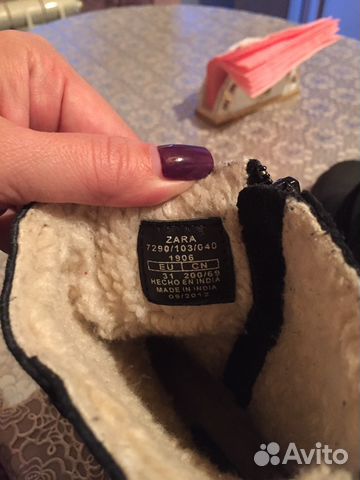 ZARA
7290/103/040
1906
EU CN
31 200/69
HECHO EN INDIA
MADE IN INDIA
09/2012
Avito